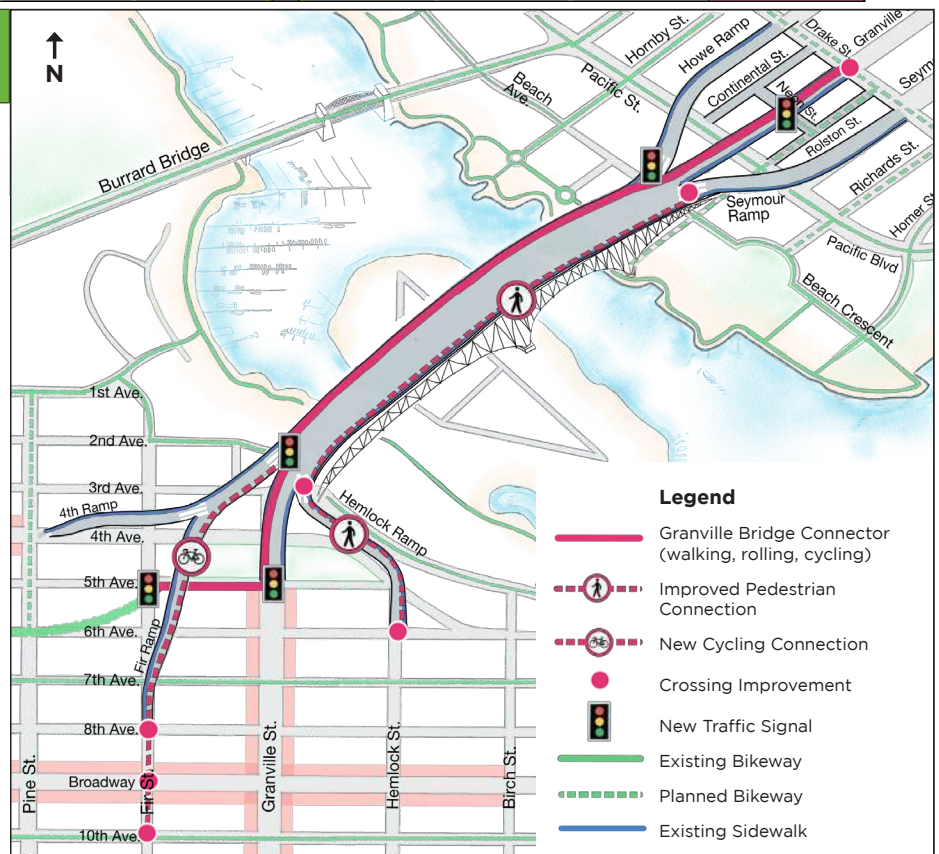 N
Burrard Bridge
Hornby St.
Howe Ramp
Drake St.
Granville
Beach
Ave.
Pacific St.
Continental St.
Rolston St.
Richards St.
Seymour
Ramp
Homer St
Pacific Blvd
Beach Crescent
1st Ave.
2nd Ave.
3rd Ave.
4th Ramp
4th Ave.
5th Ave.
6th Ave.
7th Ave.
8th Ave.
Broadway
10th Ave.
Hemlock Ramp
Fir Ramp
Pine St.
Fir St.
Granville St.
Hemlock St.
Birch St.
Legend
Granville Bridge Connector
(walking, rolling, cycling)
Improved Pedestrian
Connection
New Cycling Connection
Crossing Improvement
New Traffic Signal
Existing Bikeway
Planned Bikeway
Existing Sidewalk